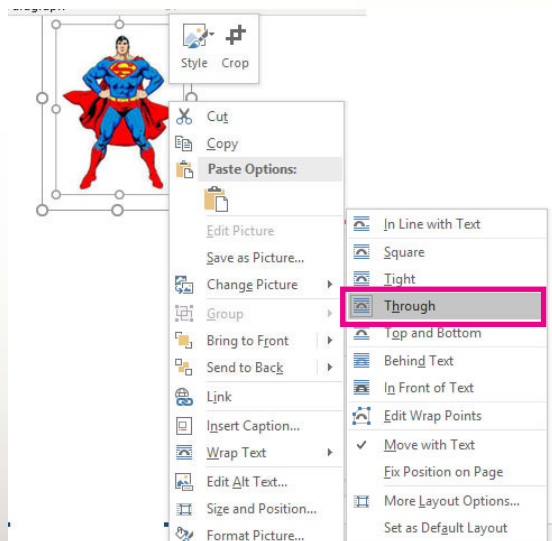 Style Crop
Cut
Copy
Paste Options:
Edit Picture
Save as Picture...
Change Picture
Group
Bring to Front
Send to Back
Link
Insert Caption...
Wrap Text
Edit Alt Text...
Size and Position...
Format Picture...
In Line with Text
Square
Tight
Through
Top and Bottom
Behind Text
In Front of Text
Edit Wrap Points
Move with Text
Fix Position on Page
More Layout Options...
Set as Default Layout